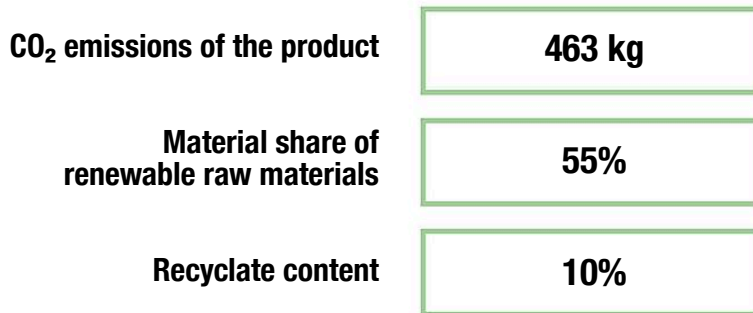 CO₂ emissions of the product
463 kg
Material share of
renewable raw materials
55%
Recyclate content
10%